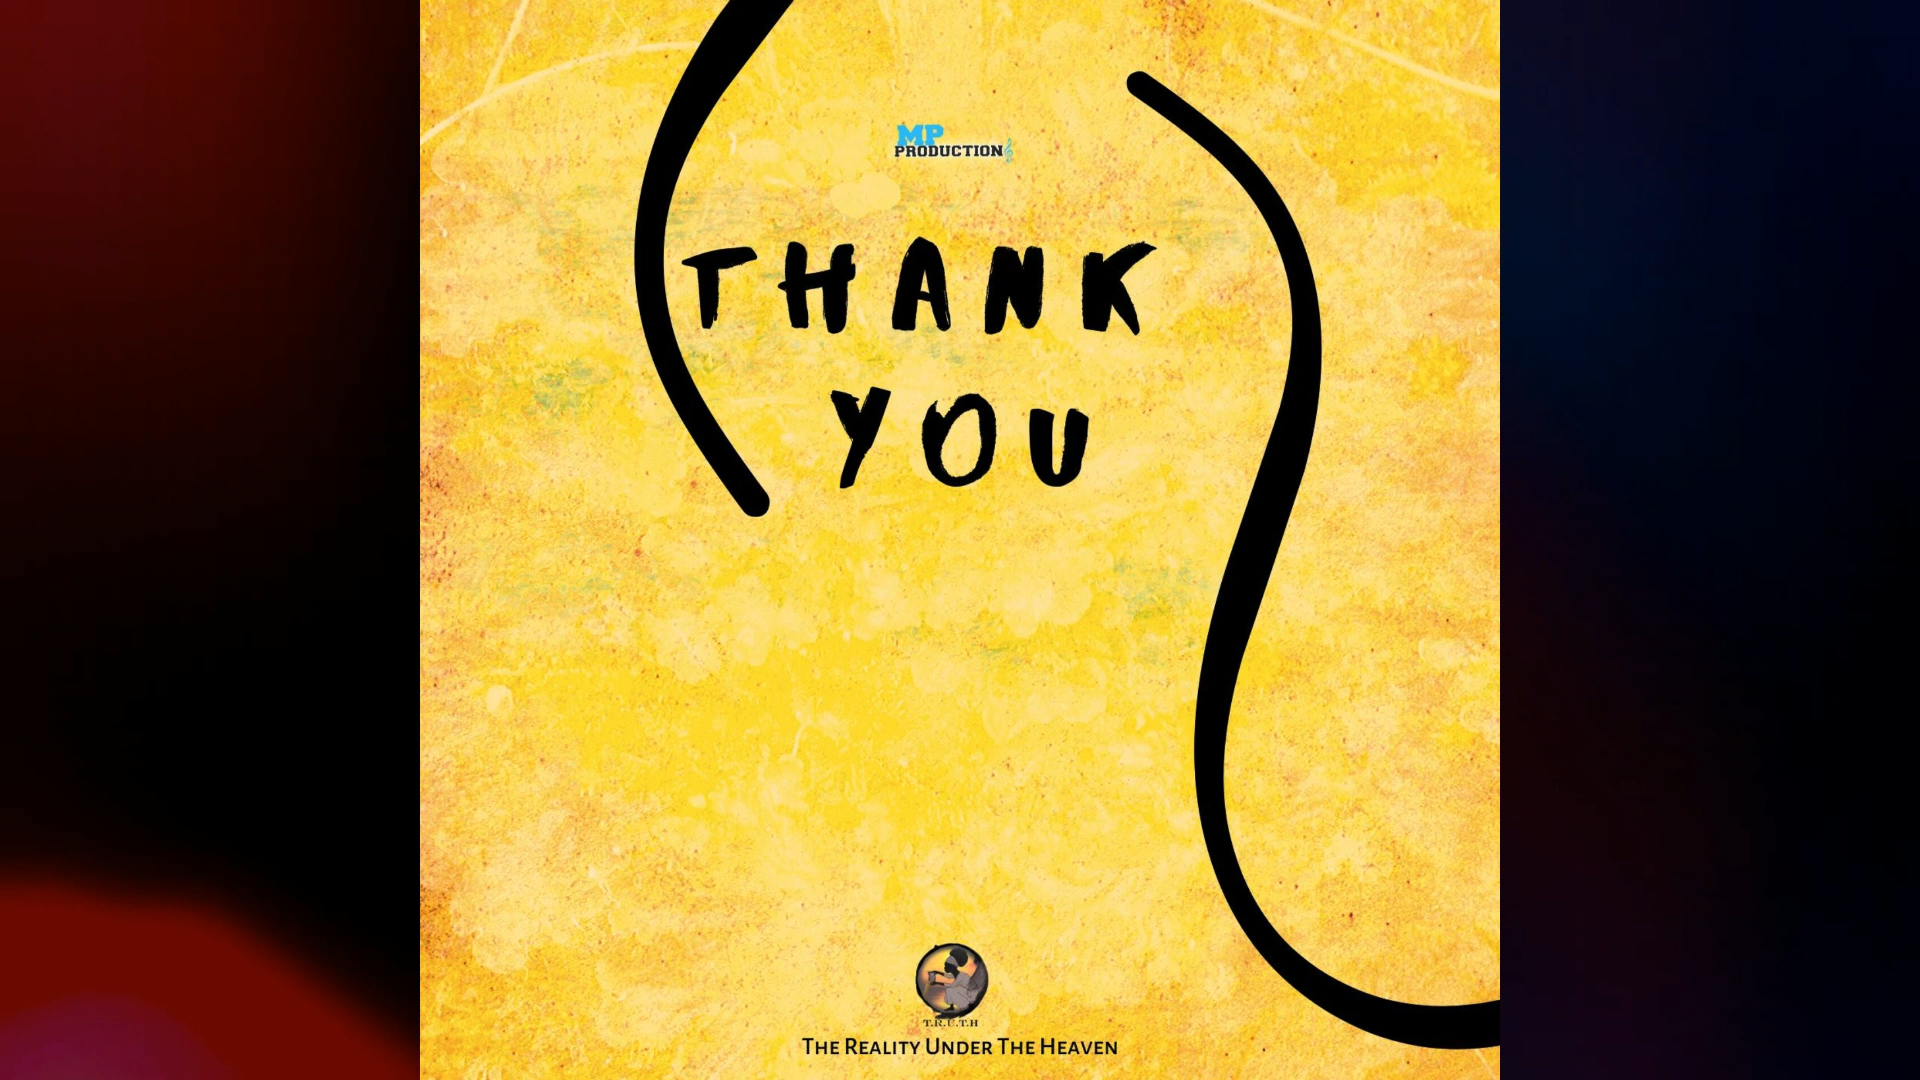 MP
PRODUCTION
THANK
YOU
T.R.U.T.H
THE REALITY UNDER THE HEAVEN